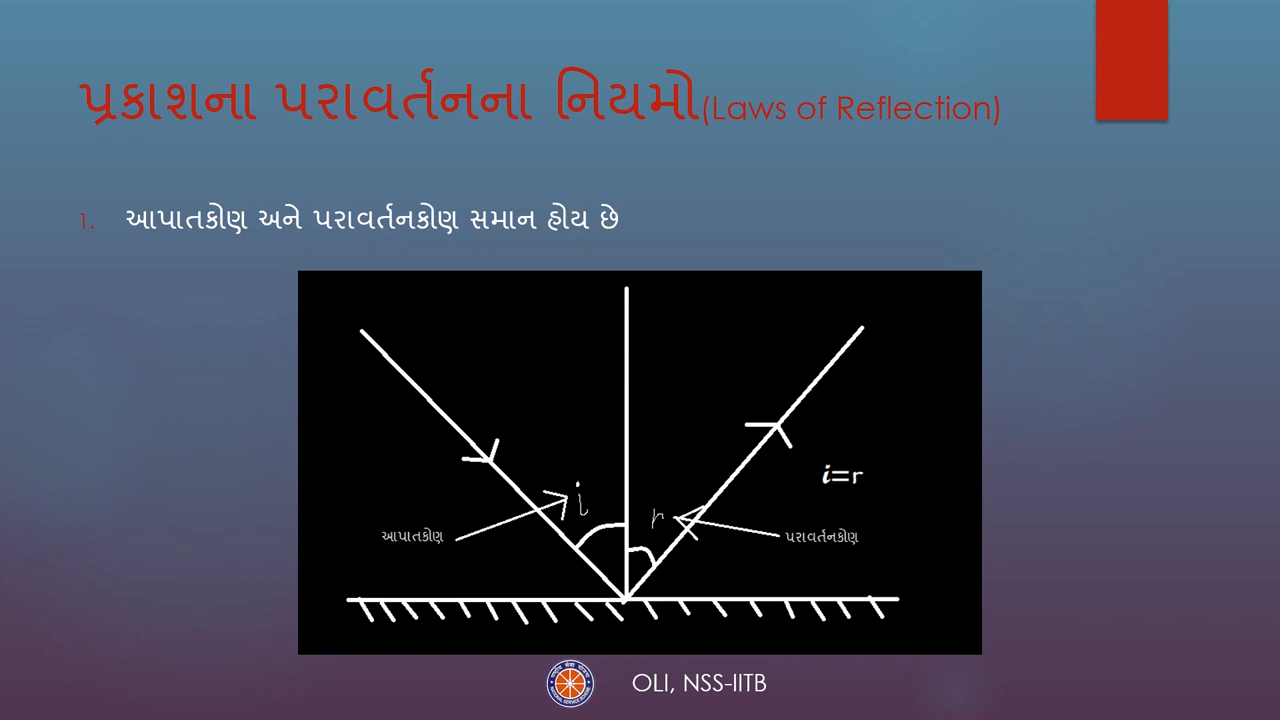 પ્રકાશના પરાવર્તનના નિયમો(Laws of Reflection)
1. આપાતકોણ અને પરાવર્તનકોણ સમાન હોય છે
i
r
i=r
આપાતકોણ
પરાવર્તનકોણ
OLI, NSS-IITB